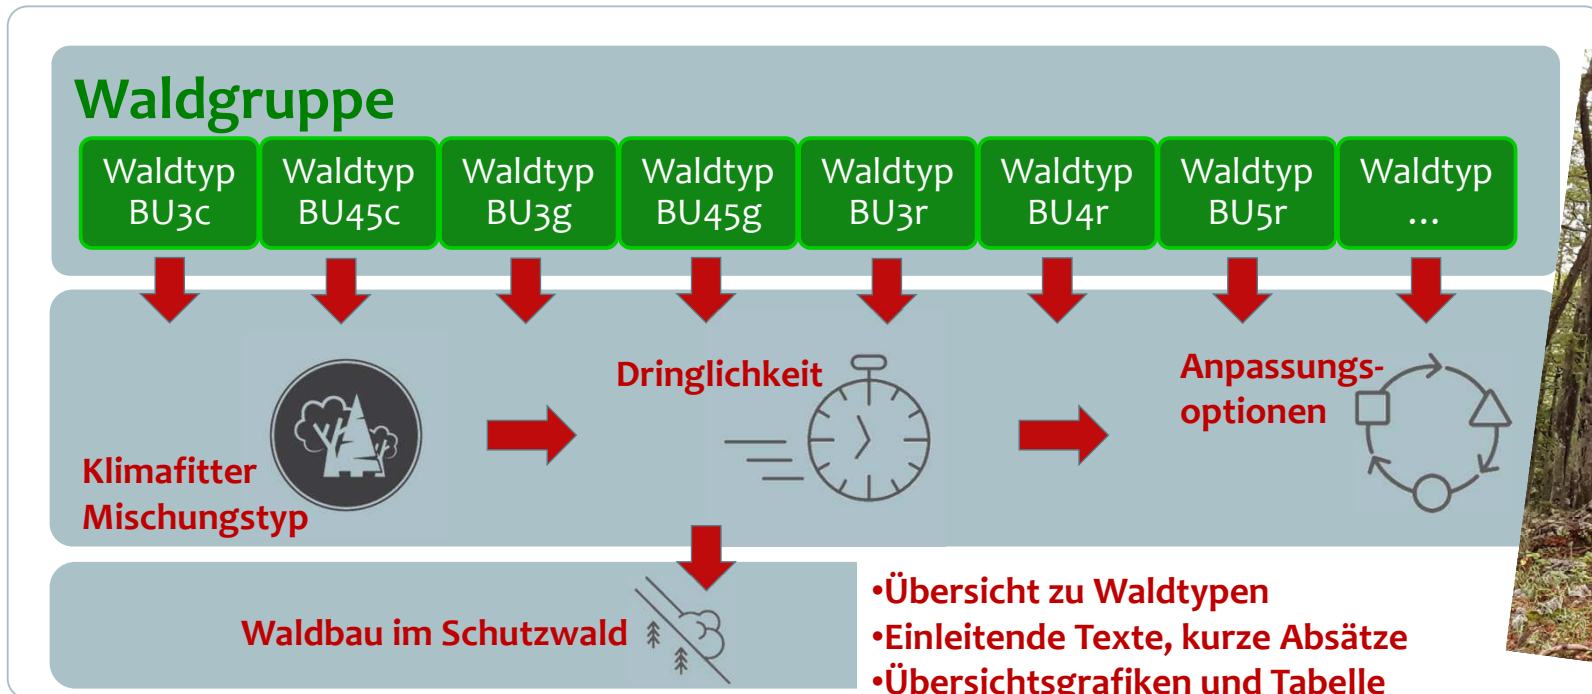 Waldgruppe
Waldtyp
BU3c
Waldtyp
BU45c
Waldtyp
BU3g
Waldtyp
BU45g
Waldtyp
BU3r
Waldtyp
BU4r
Waldtyp
BU5r
Waldtyp
...
Klimafitter
Mischungstyp
Dringlichkeit
Anpassungs-
optionen
Waldbau im Schutzwald
•Übersicht zu Waldtypen
•Einleitende Texte, kurze Absätze
•Übersichtsgrafiken und Tabelle